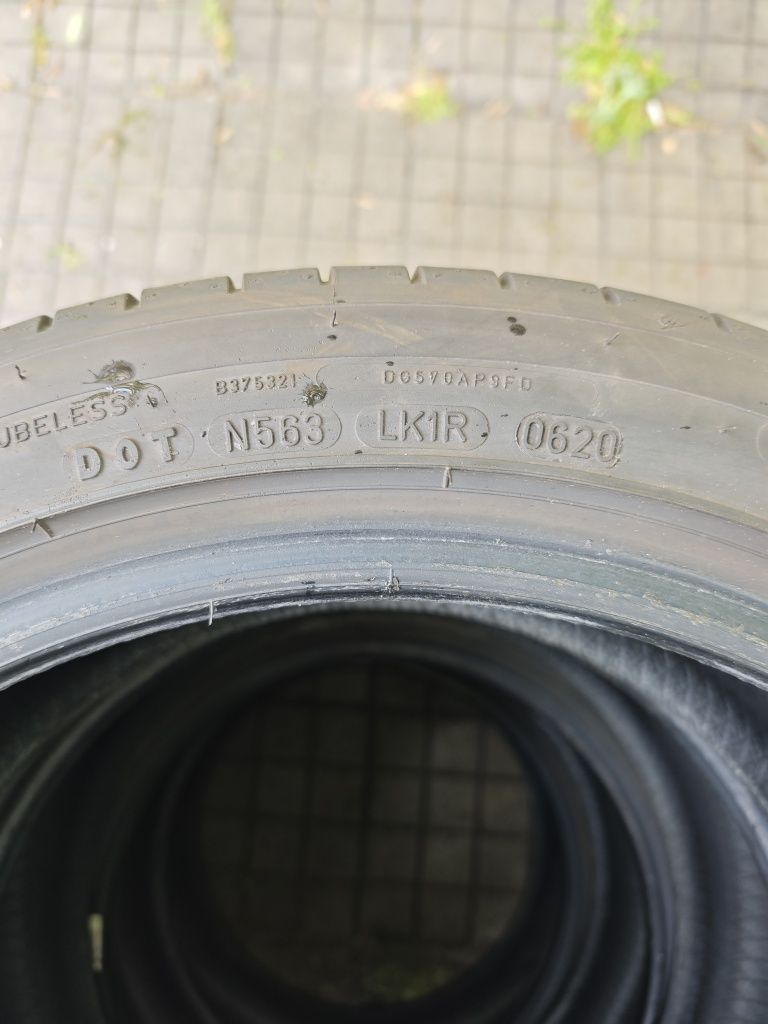 UBELESS
B375321 DG570AP9FD
DOT N563 LK1R 0620